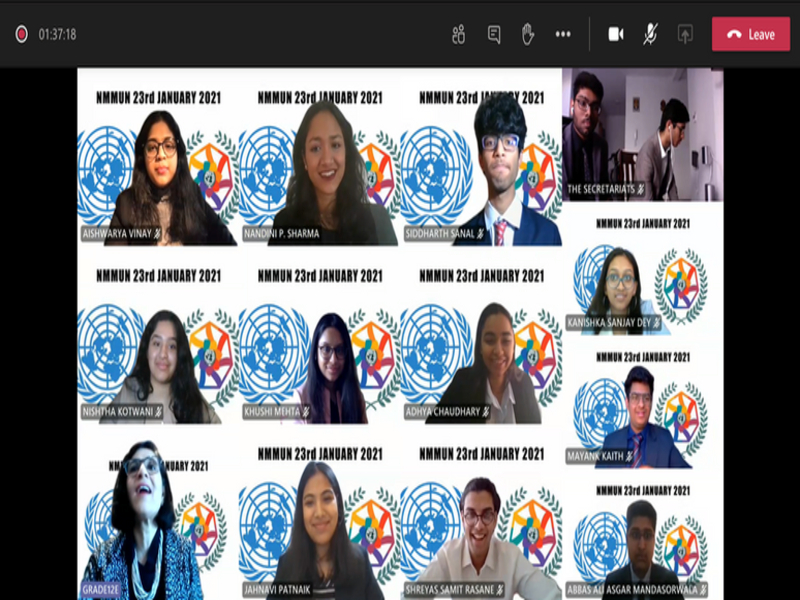 01:37:18
Leave
NMMUN 23rd JANUARY 2021
NMMUN 23rd JANUARY 2021
NMMUN 23rd JANUARY 2021
AISHWARYA VINAY
NANDINI P. SHARMA
SIDDHARTH SANAL
THE SECRETARIATS
NMMUN 23rd JANUARY 2021
KANISHKA SANJAY DEY
NMMUN 23rd JANUARY 2021
NMMUN 23rd JANUARY 2021
NMMUN 23rd JANUARY 2021
NISHTHA KOTWANI
KHUSHI MEHTA
ADHYA CHAUDHARY
NMMUN 23rd JANUARY 2021
MAYANK KAITH
NUARY 2021
NMMUN 23rd JANUARY 2021
NMMUN 23rd JANUARY 2021
GRADE12E
JAHNAVI PATNAIK
SHREYAS SAMIT RASANE
NMMUN 23rd JANUARY 2021
ABBAS ALI ASGAR MANDASORWALA